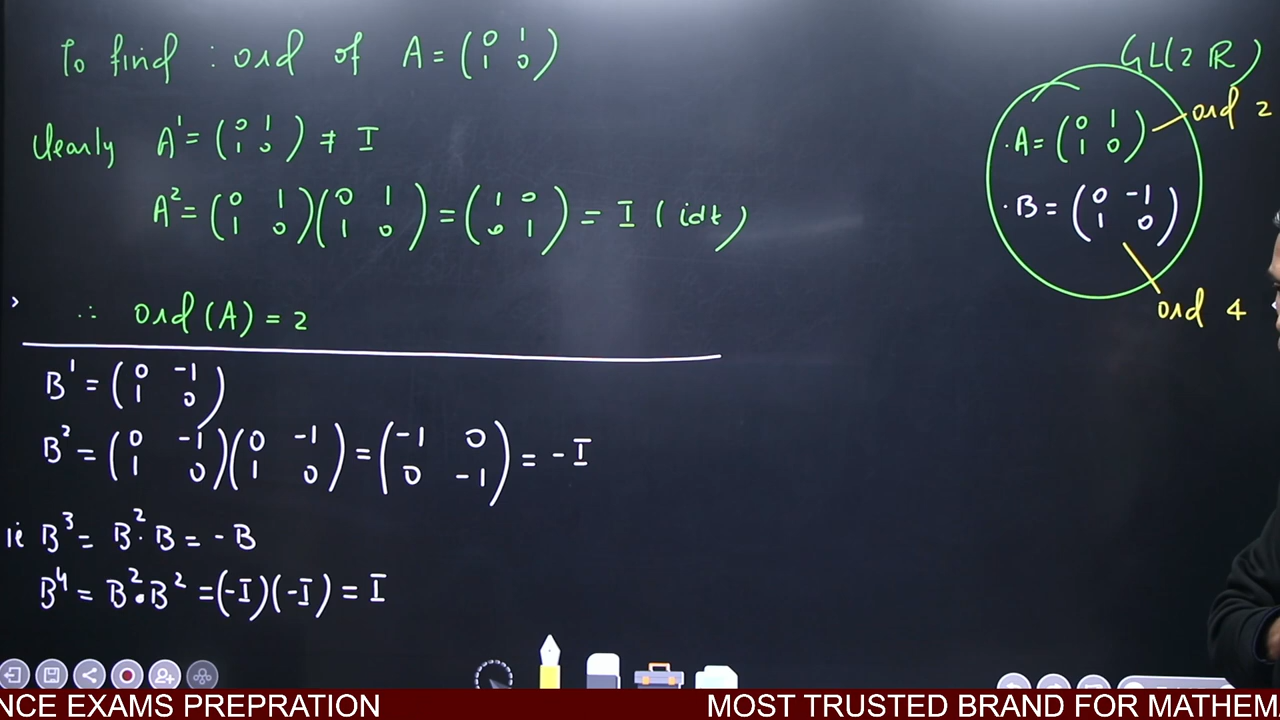 To find : ord of A = (0 1 1 0)
Clearly A¹ = (0 1 1 0) ≠ I
A² = (0 1 1 0)(0 1 1 0) = (1 0 0 1) = I (idt)
∴ ord (A) = 2
B¹ = (0 -1 1 0)
B² = (0 -1 1 0)(0 -1 1 0) = (-1 0 0 -1) = -I
ie B³ = B²·B = -B
B⁴ = B²·B² = (-I)(-I) = I
GL(2 ℝ)
·A = (0 1 1 0) ord 2
·B = (0 -1 1 0)
ord 4
NCE EXAMS PREPRATION MOST TRUSTED BRAND FOR MATHEM